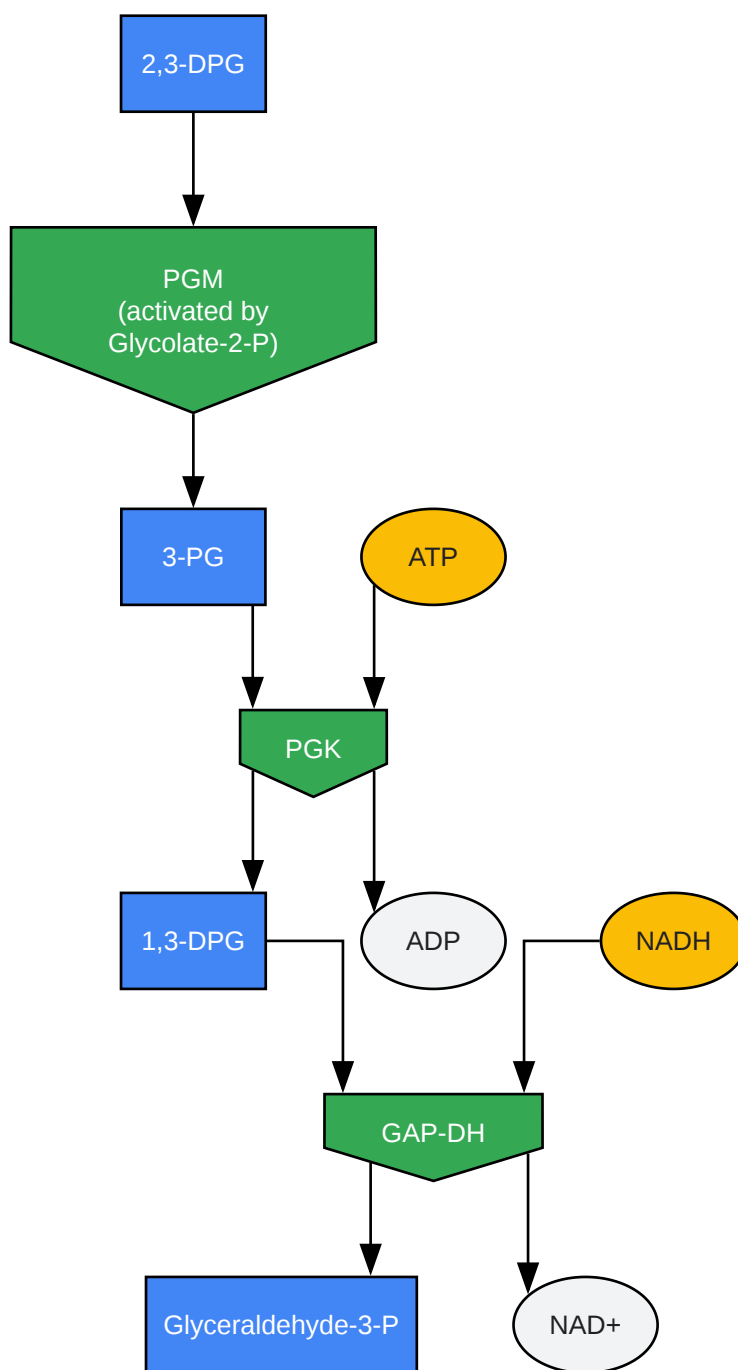 2,3-DPG
PGM
(activated by
Glycolate-2-P)
3-PG
ATP
PGK
1,3-DPG
ADP
NADH
GAP-DH
Glyceraldehyde-3-P
NAD+